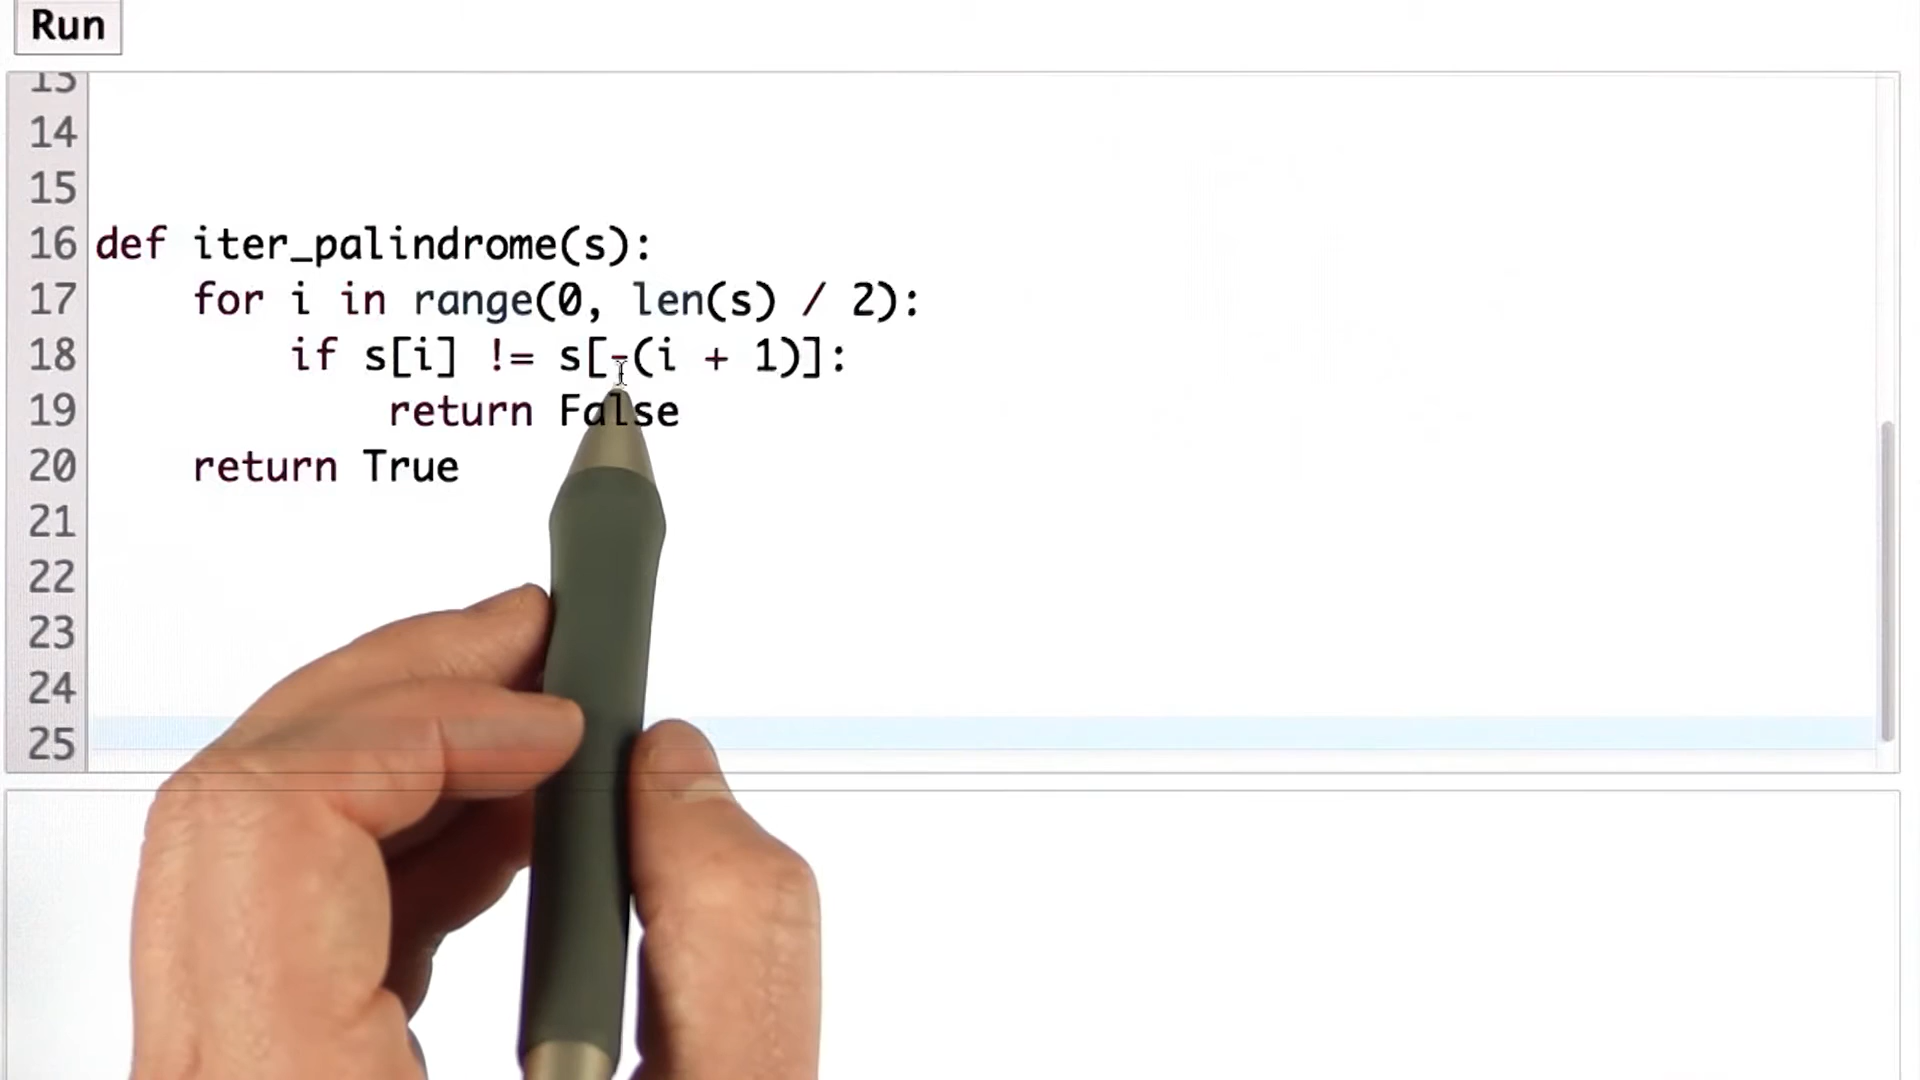 Run
13
14
15
16 def iter_palindrome(s):
17 for i in range(0, len(s) / 2):
18 if s[i] != s[-(i + 1)]:
19 return False
20 return True
21
22
23
24
25